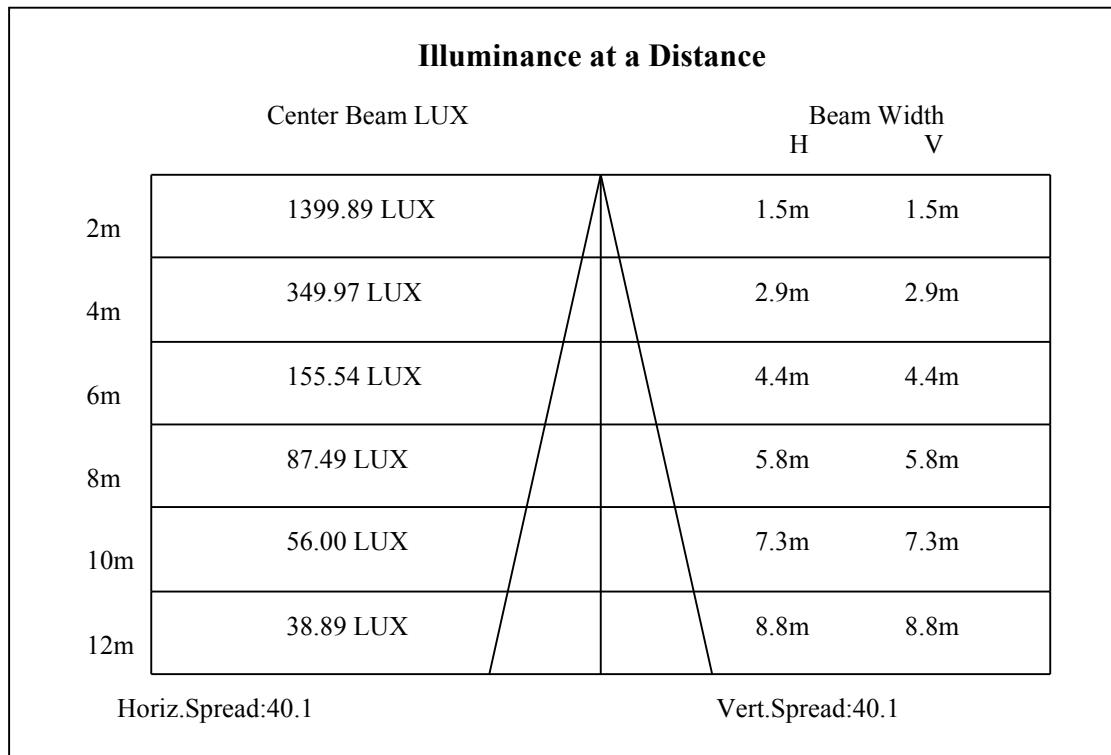 Illuminance at a Distance
Center Beam LUX Beam Width
H V
2m 1399.89 LUX 1.5m 1.5m
4m 349.97 LUX 2.9m 2.9m
6m 155.54 LUX 4.4m 4.4m
8m 87.49 LUX 5.8m 5.8m
10m 56.00 LUX 7.3m 7.3m
12m 38.89 LUX 8.8m 8.8m
Horiz.Spread:40.1 Vert.Spread:40.1